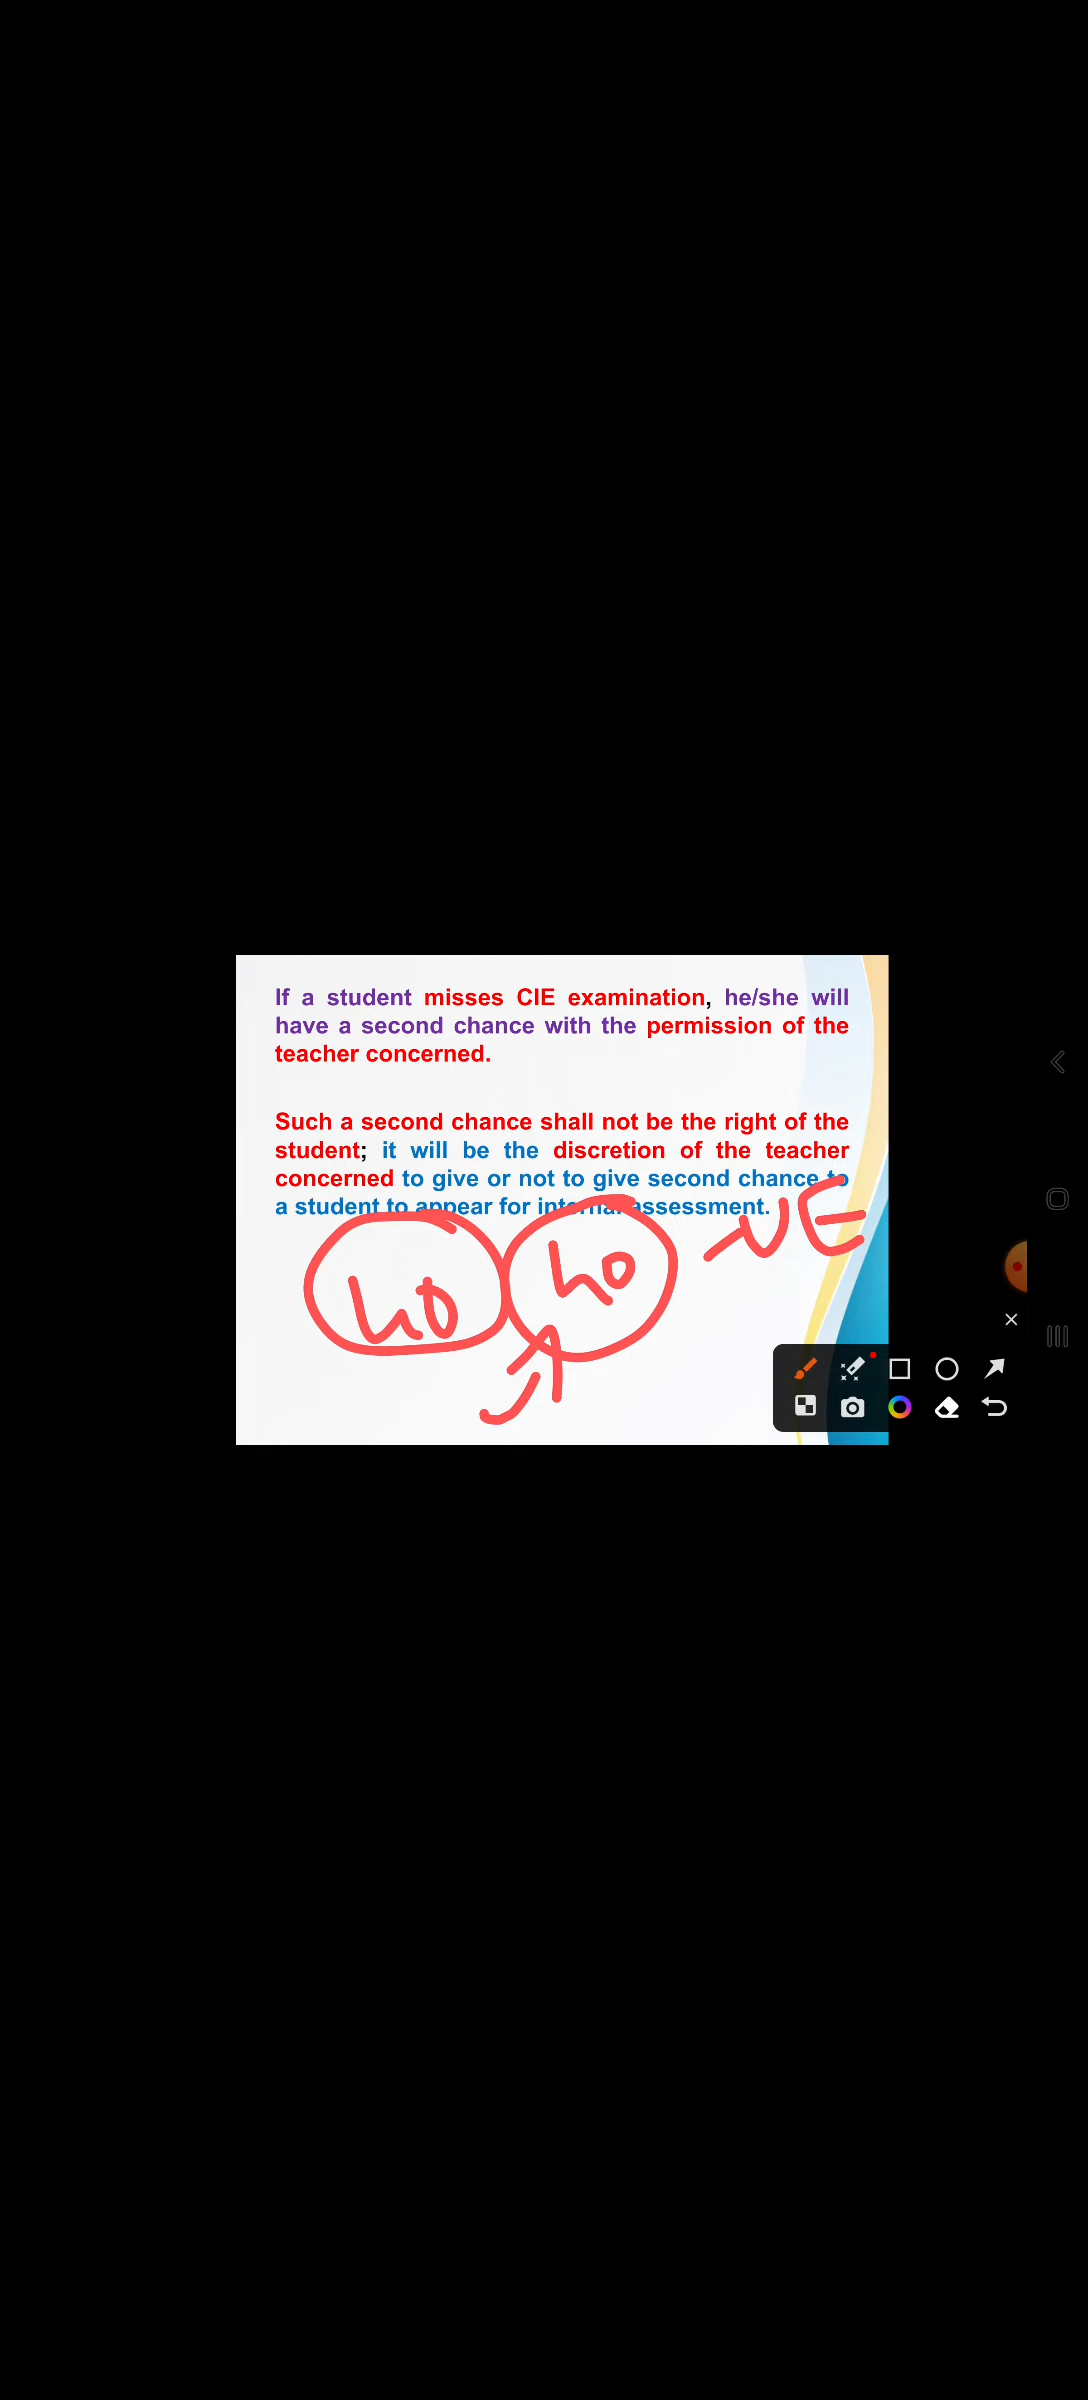 If a student misses CIE examination, he/she will
have a second chance with the permission of the
teacher concerned.
Such a second chance shall not be the right of the
student; it will be the discretion of the teacher
concerned to give or not to give second chance to
a student to appear for internal assessment.
-VE